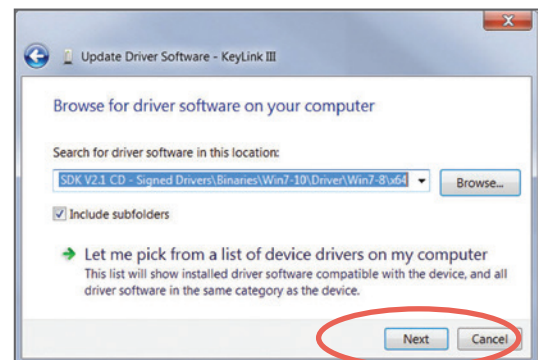 Update Driver Software - KeyLink III
Browse for driver software on your computer
Search for driver software in this location:
SDK V2.1 CD - Signed Drivers\Binaries\Win7-10\Driver\Win7-8\x64
Browse...
Include subfolders
Let me pick from a list of device drivers on my computer
This list will show installed driver software compatible with the device, and all
driver software in the same category as the device.
Next
Cancel